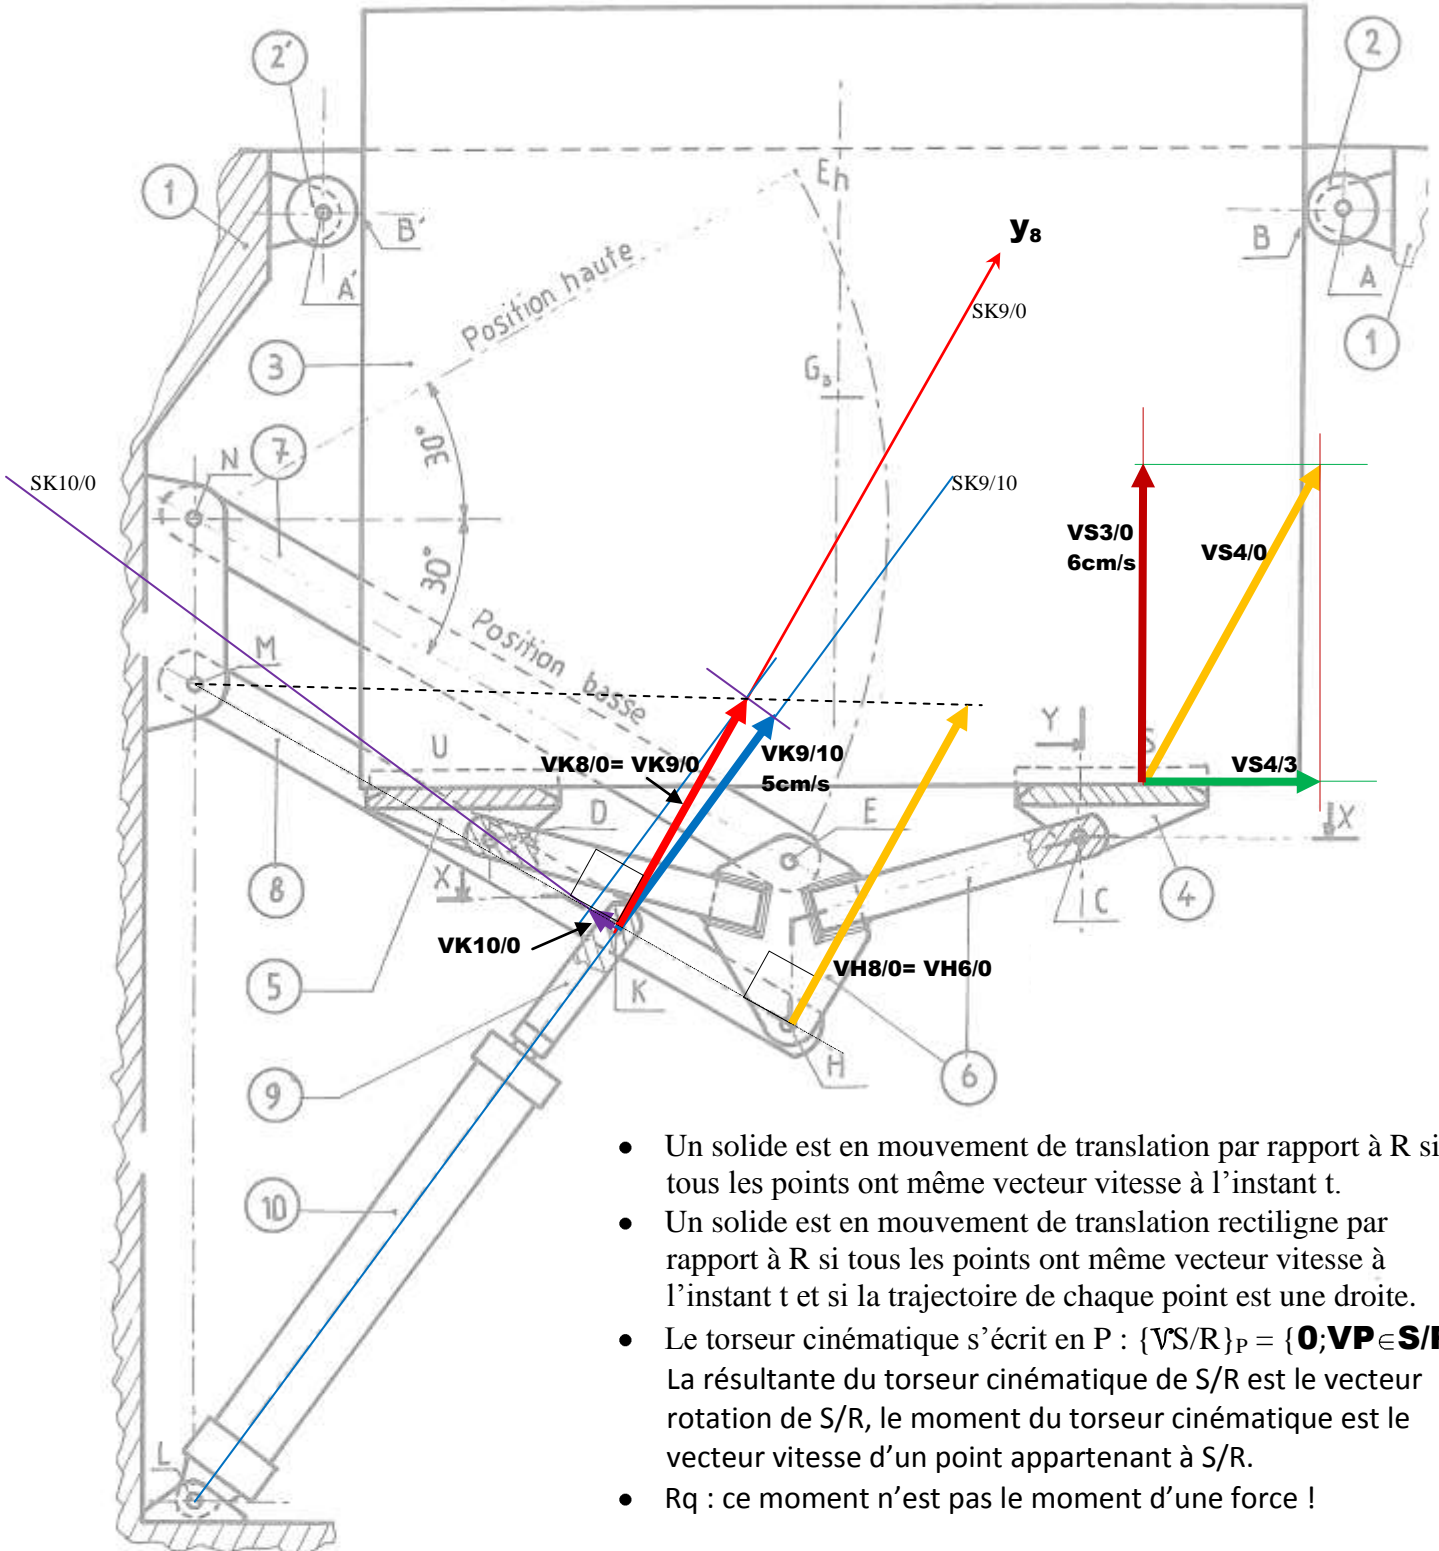 2'
2
1
Eh
B'
y₈
B
A'
A
Position haute
SK9/0
1
3
G₃
30°
7
N
SK10/0
SK9/10
VS3/0
6cm/s
VS4/0
30°
Position basse
M
Y
S
U
VK8/0= VK9/0
VK9/10
5cm/s
VS4/3
D
E
X
8
5
X
4
C
VK10/0
VH8/0= VH6/0
K
H
6
9
10
L
• Un solide est en mouvement de translation par rapport à R si
tous les points ont même vecteur vitesse à l’instant t.
• Un solide est en mouvement de translation rectiligne par
rapport à R si tous les points ont même vecteur vitesse à
l’instant t et si la trajectoire de chaque point est une droite.
• Le torseur cinématique s’écrit en P : {𝒱S/R}ₚ = {0;VP∈S/
La résultante du torseur cinématique de S/R est le vecteur
rotation de S/R, le moment du torseur cinématique est le
vecteur vitesse d’un point appartenant à S/R.
• Rq : ce moment n’est pas le moment d’une force !